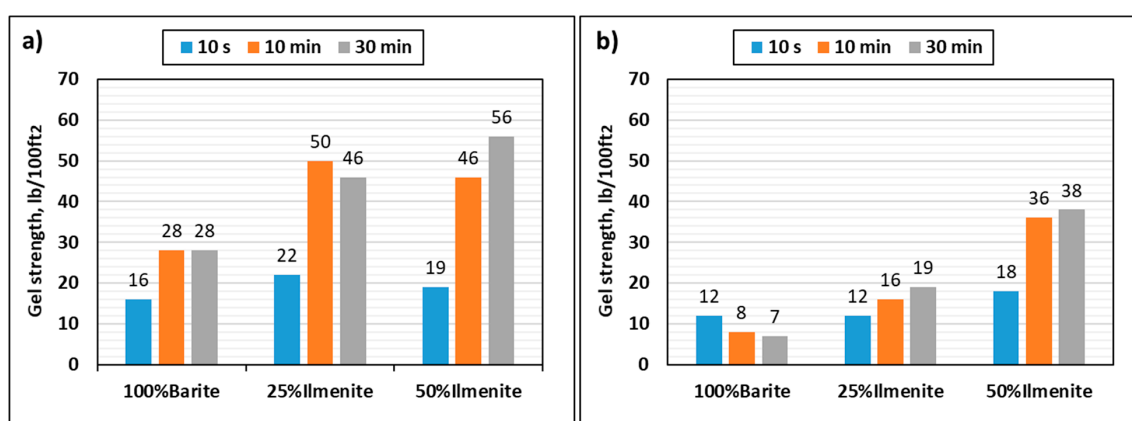 a)
10 s 10 min 30 min
Gel strength, lb/100ft2
70
60
50
40
30
20
10
0
16 28 28
22 50 46
19 46 56
100%Barite 25%Ilmenite 50%Ilmenite
b)
10 s 10 min 30 min
Gel strength, lb/100ft2
70
60
50
40
30
20
10
0
12 8 7
12 16 19
18 36 38
100%Barite 25%Ilmenite 50%Ilmenite